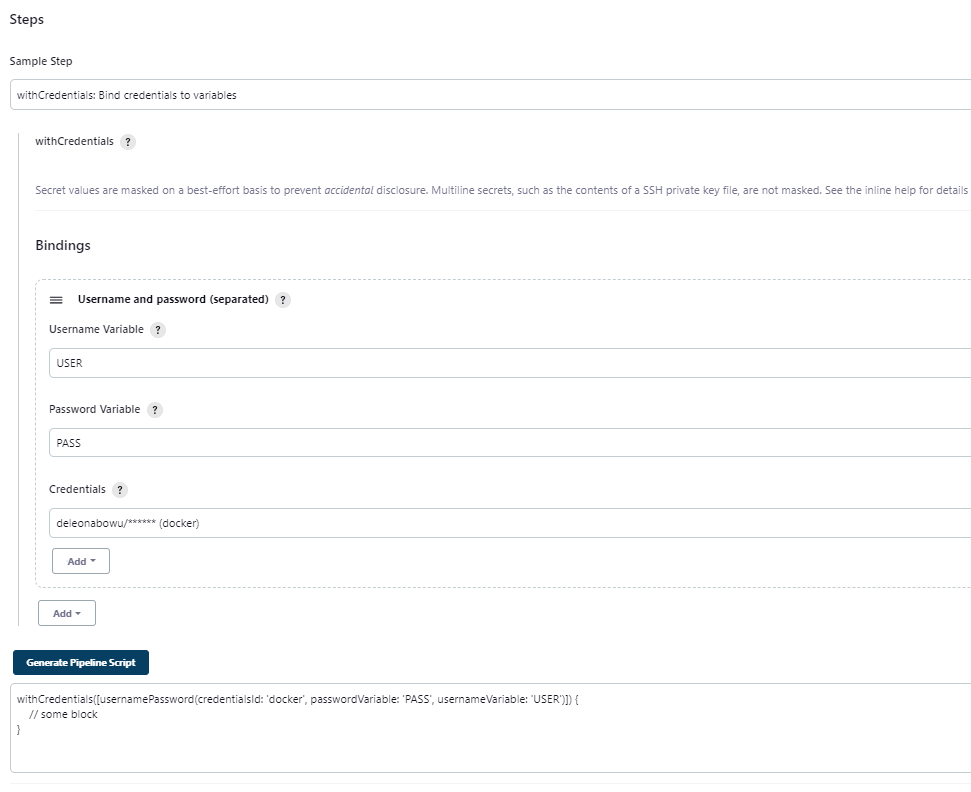 Steps
Sample Step
withCredentials: Bind credentials to variables
withCredentials ?
Secret values are masked on a best-effort basis to prevent accidental disclosure. Multiline secrets, such as the contents of a SSH private key file, are not masked. See the inline help for details
Bindings
Username and password (separated) ?
Username Variable ?
USER
Password Variable ?
PASS
Credentials ?
deleonabowu/****** (docker)
Add
Add
Generate Pipeline Script
withCredentials([usernamePassword(credentialsId: 'docker', passwordVariable: 'PASS', usernameVariable: 'USER')]) {
// some block
}